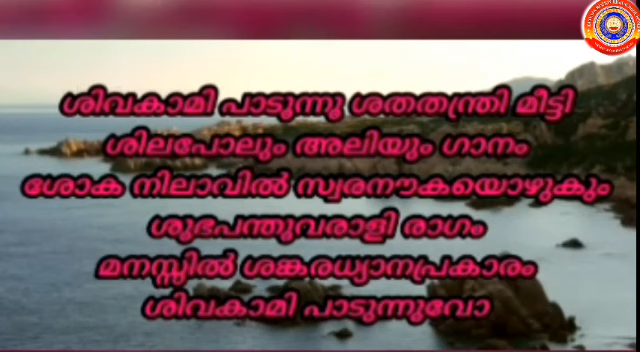 ശിവകാമി പാടുന്നൂ ശതതന്ത്രി മീട്ടി
ശിലപോലും അലിയും ഗാനം
ശോക നിലാവിൽ സ്വരനൗകയൊഴുകും
ശുഭപന്തുവരാളി രാഗം
മനസ്സിൽ ശങ്കരധ്യാനപ്രകാരം
ശിവകാമി പാടുന്നുവോ